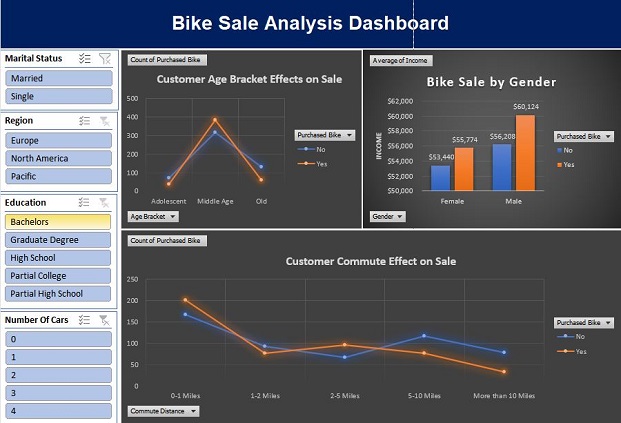 Bike Sale Analysis Dashboard
Marital Status
Married
Single
Region
Europe
North America
Pacific
Education
Bachelors
Graduate Degree
High School
Partial College
Partial High School
Number Of Cars
0
1
2
3
4
Count of Purchased Bike
Customer Age Bracket Effects on Sale
500
400
300
200
100
0
Adolescent Middle Age Old
Purchased Bike
No
Yes
Age Bracket
Average of Income
Bike Sale by Gender
INCOME
$62,000
$60,000
$58,000
$56,000
$54,000
$52,000
$50,000
$53,440 $55,774 $56,208 $60,124
Female Male
Purchased Bike
No
Yes
Gender
Count of Purchased Bike
Customer Commute Effect on Sale
250
200
150
100
50
0
0-1 Miles 1-2 Miles 2-5 Miles 5-10 Miles More than 10 Miles
Purchased Bike
No
Yes
Commute Distance